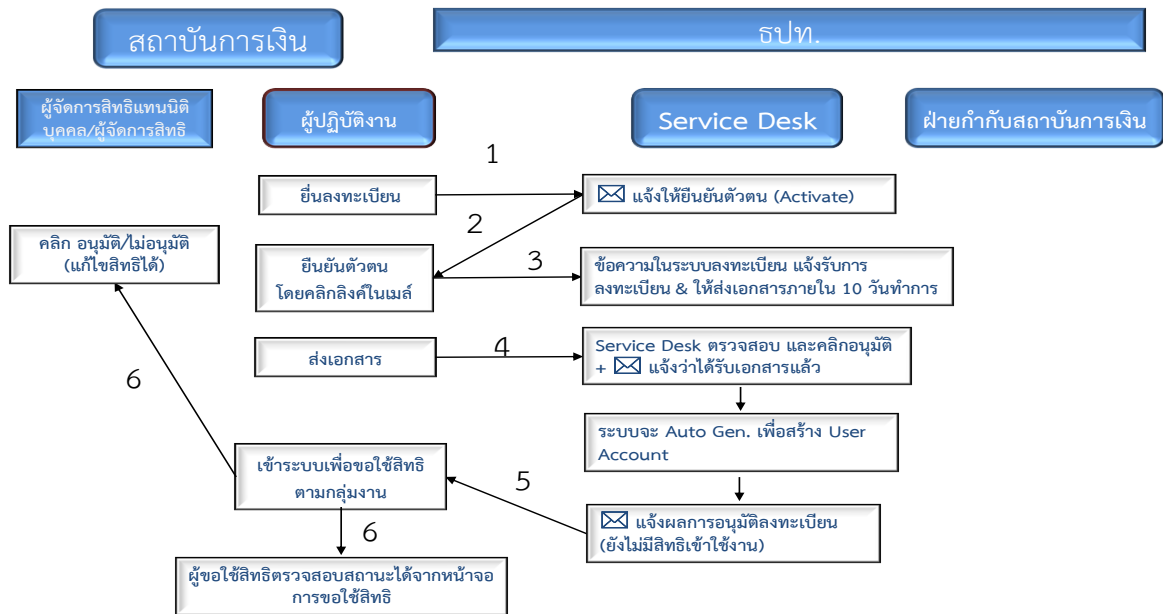 สถาบันการเงิน
ธปท.
ผู้จัดการสิทธิแทนนิติ
บุคคล/ผู้จัดการสิทธิ
ผู้ปฏิบัติงาน
Service Desk
ฝ่ายกำกับสถาบันการเงิน
1
ยื่นลงทะเบียน
แจ้งให้ยืนยันตัวตน (Activate)
2
คลิก อนุมัติ/ไม่อนุมัติ
(แก้ไขสิทธิได้)
ยืนยันตัวตน
โดยคลิกลิงค์ในเมล์
3
ข้อความในระบบลงทะเบียน แจ้งรับการ
ลงทะเบียน & ให้ส่งเอกสารภายใน 10 วันทำการ
ส่งเอกสาร
4
Service Desk ตรวจสอบ และคลิกอนุมัติ
+ แจ้งว่าได้รับเอกสารแล้ว
6
ระบบจะ Auto Gen. เพื่อสร้าง User
Account
เข้าระบบเพื่อขอใช้สิทธิ
ตามกลุ่มงาน
5
แจ้งผลการอนุมัติลงทะเบียน
(ยังไม่มีสิทธิเข้าใช้งาน)
6
ผู้ขอใช้สิทธิตรวจสอบสถานะได้จากหน้าจอ
การขอใช้สิทธิ